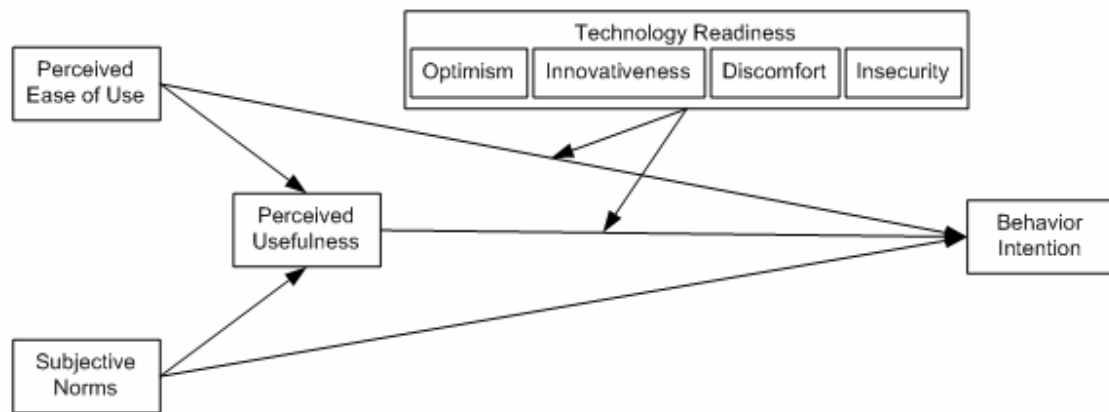 Technology Readiness
Optimism
Innovativeness
Discomfort
Insecurity
Perceived
Ease of Use
Perceived
Usefulness
Behavior
Intention
Subjective
Norms